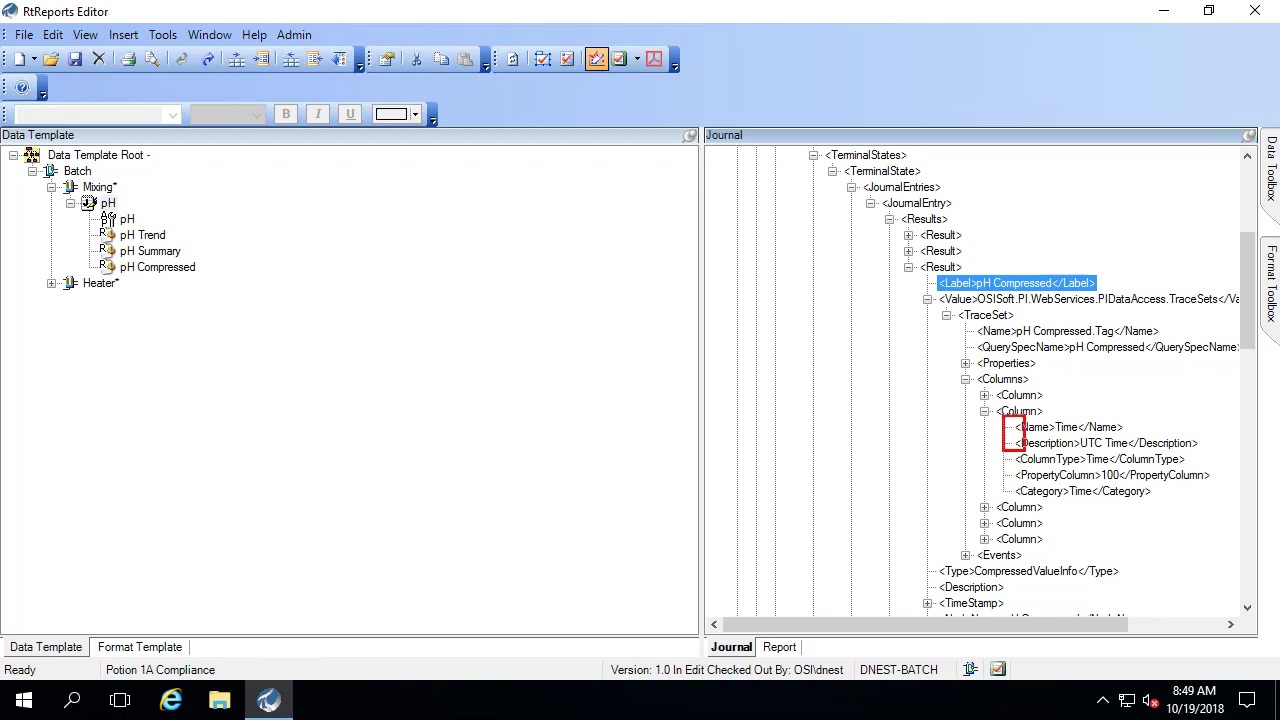 RtReports Editor
File Edit View Insert Tools Window Help Admin
B I U
Data Template
Journal
Data Template Root -
Batch
Mixing*
pH
pH
pH Trend
pH Summary
pH Compressed
Heater*
<TerminalStates>
<TerminalState>
<JournalEntries>
<JournalEntry>
<Results>
<Result>
<Result>
<Result>
<Label>pH Compressed</Label>
<Value>OSISoft.PI.WebServices.PIDataAccess.TraceSets</Va
<TraceSet>
<Name>pH Compressed.Tag</Name>
<QuerySpecName>pH Compressed</QuerySpecName>
<Properties>
<Columns>
<Column>
<Column>
<Name>Time</Name>
<Description>UTC Time</Description>
<ColumnType>Time</ColumnType>
<PropertyColumn>100</PropertyColumn>
<Category>Time</Category>
<Column>
<Column>
<Column>
<Events>
<Type>CompressedValueInfo</Type>
<Description>
<TimeStamp>
Data Toolbox
Format Toolbox
Data Template Format Template
Journal Report
Ready Potion 1A Compliance Version: 1.0 In Edit Checked Out By: OSI\dnest DNEST-BATCH
8:49 AM
10/19/2018